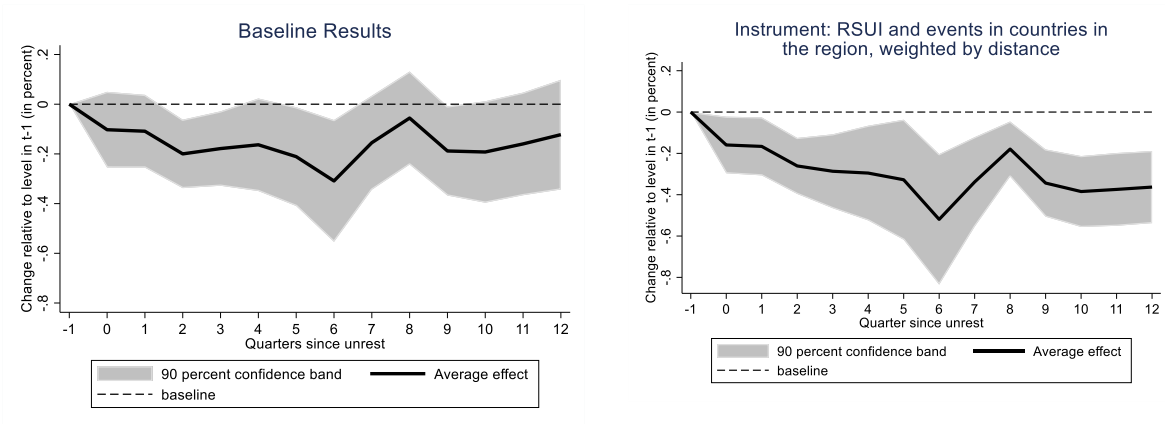 Baseline Results
Change relative to level in t-1 (in percent)
.2
0
-.2
-.4
-.6
-.8
-1 0 1 2 3 4 5 6 7 8 9 10 11 12
Quarters since unrest
90 percent confidence band Average effect
baseline
Instrument: RSUI and events in countries in
the region, weighted by distance
Change relative to level in t-1 (in percent)
.2
0
-.2
-.4
-.6
-.8
-1 0 1 2 3 4 5 6 7 8 9 10 11 12
Quarters since unrest
90 percent confidence band Average effect
baseline